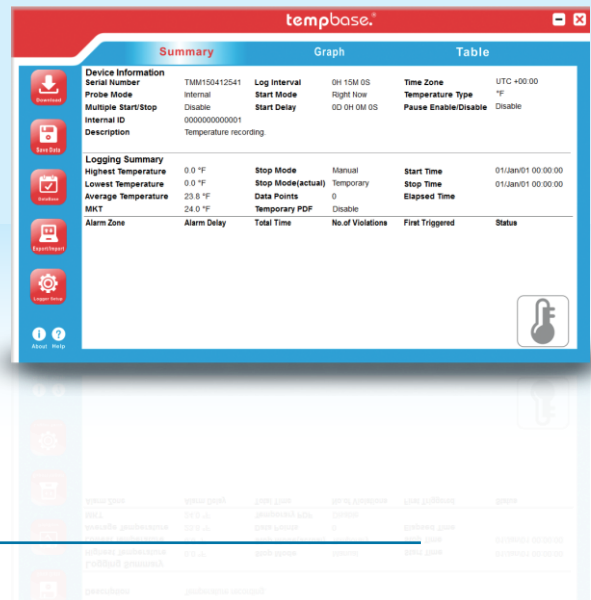 tempbase.®
Summary Graph Table
Device Information
Serial Number TMM150412541 Log Interval 0H 15M 0S Time Zone UTC +00:00
Probe Mode Internal Start Mode Right Now Temperature Type °F
Multiple Start/Stop Disable Start Delay 0D 0H 0M 0S Pause Enable/Disable Disable
Internal ID 0000000000001
Description Temperature recording.
Logging Summary
Highest Temperature 0.0 °F Stop Mode Manual Start Time 01/Jan/01 00:00:00
Lowest Temperature 0.0 °F Stop Mode(actual) Temporary Stop Time 01/Jan/01 00:00:00
Average Temperature 23.8 °F Data Points 0 Elapsed Time
MKT 24.0 °F Temporary PDF Disable
Alarm Zone Alarm Delay Total Time No.of Violations First Triggered Status
Download
Save Data
DataBase
Export/Import
Logger Setup
About Help